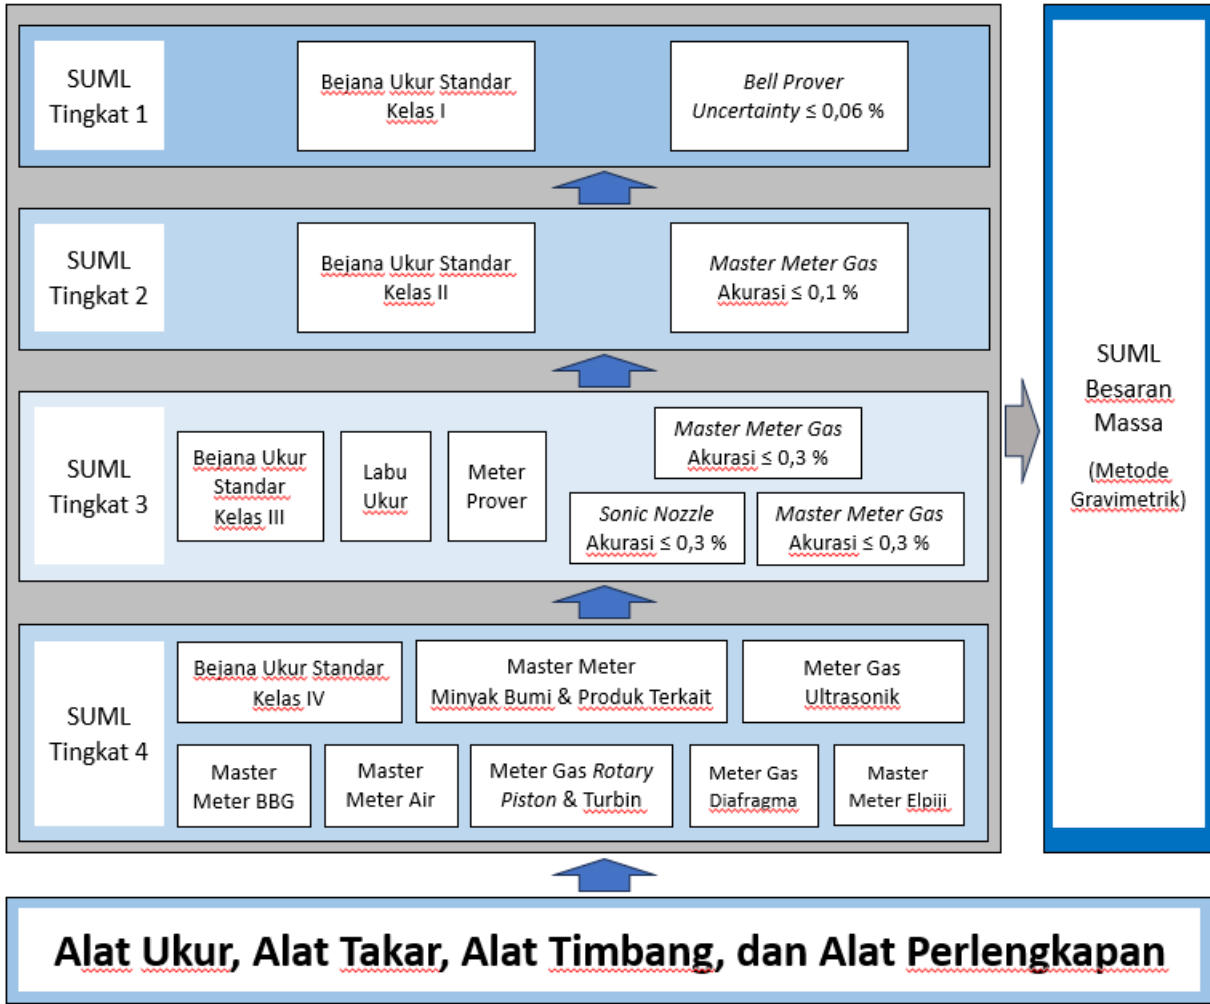 SUML
Tingkat 1
Bejana Ukur Standar
Kelas I
Bell Prover
Uncertainty ≤ 0,06 %
SUML
Tingkat 2
Bejana Ukur Standar
Kelas II
Master Meter Gas
Akurasi ≤ 0,1 %
SUML
Tingkat 3
Bejana Ukur
Standar
Kelas III
Labu
Ukur
Meter
Prover
Master Meter Gas
Akurasi ≤ 0,3 %
Sonic Nozzle
Akurasi ≤ 0,3 %
Master Meter Gas
Akurasi ≤ 0,3 %
SUML
Tingkat 4
Bejana Ukur Standar
Kelas IV
Master Meter
Minyak Bumi & Produk Terkait
Meter Gas
Ultrasonik
Master
Meter BBG
Master
Meter Air
Meter Gas Rotary
Piston & Turbin
Meter Gas
Diafragma
Master
Meter Elpiji
SUML
Besaran
Massa
(Metode
Gravimetrik)
Alat Ukur, Alat Takar, Alat Timbang, dan Alat Perlengkapan